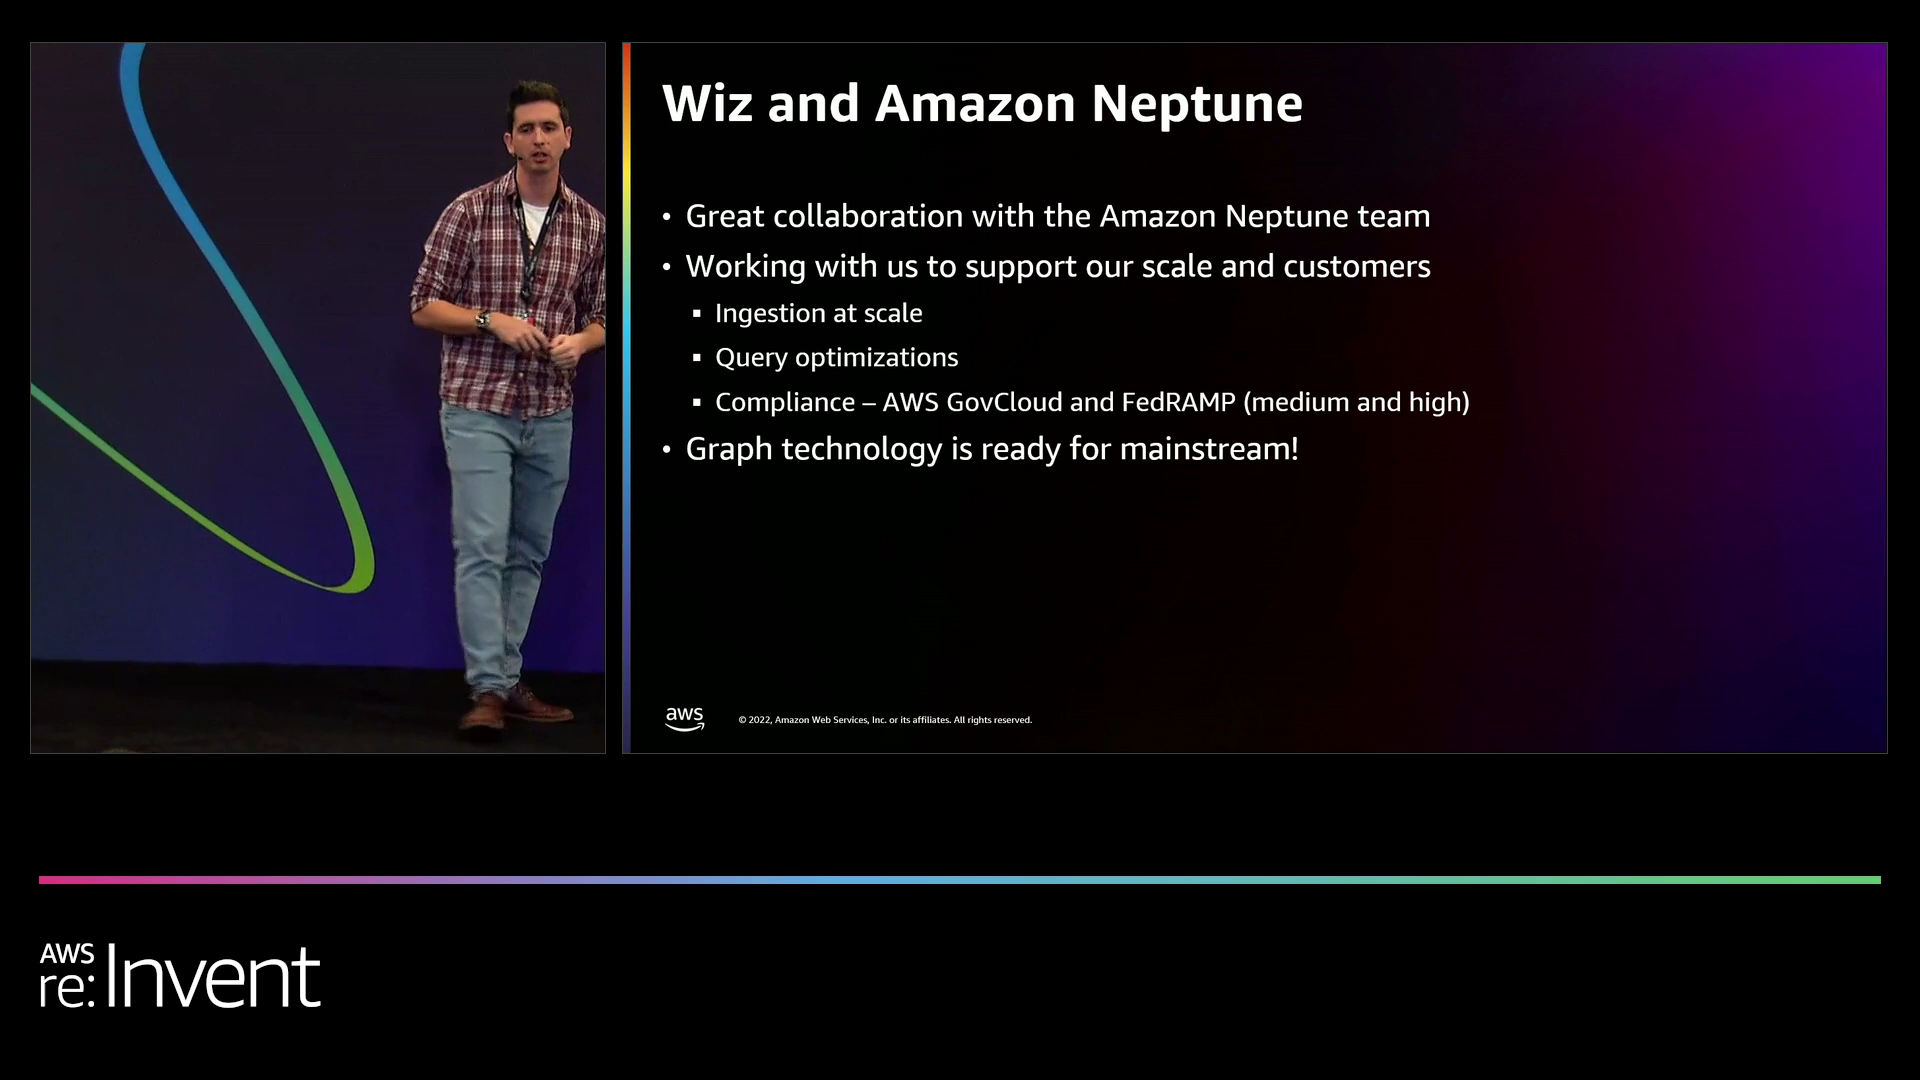 Wiz and Amazon Neptune
• Great collaboration with the Amazon Neptune team
• Working with us to support our scale and customers
▪ Ingestion at scale
▪ Query optimizations
▪ Compliance – AWS GovCloud and FedRAMP (medium and high)
• Graph technology is ready for mainstream!
aws
© 2022, Amazon Web Services, Inc. or its affiliates. All rights reserved.
AWS
re:Invent